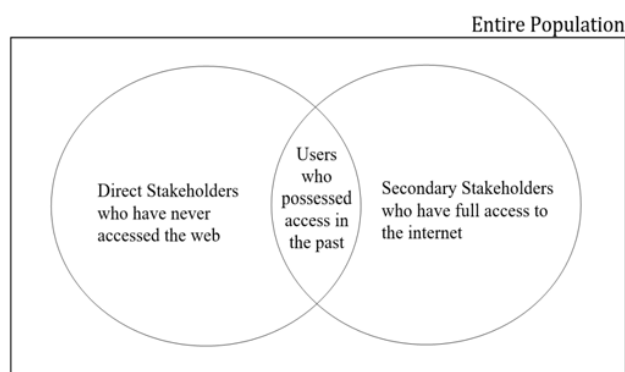 Entire Population
Direct Stakeholders
who have never
accessed the web
Users
who
possessed
access in
the past
Secondary Stakeholders
who have full access to
the internet